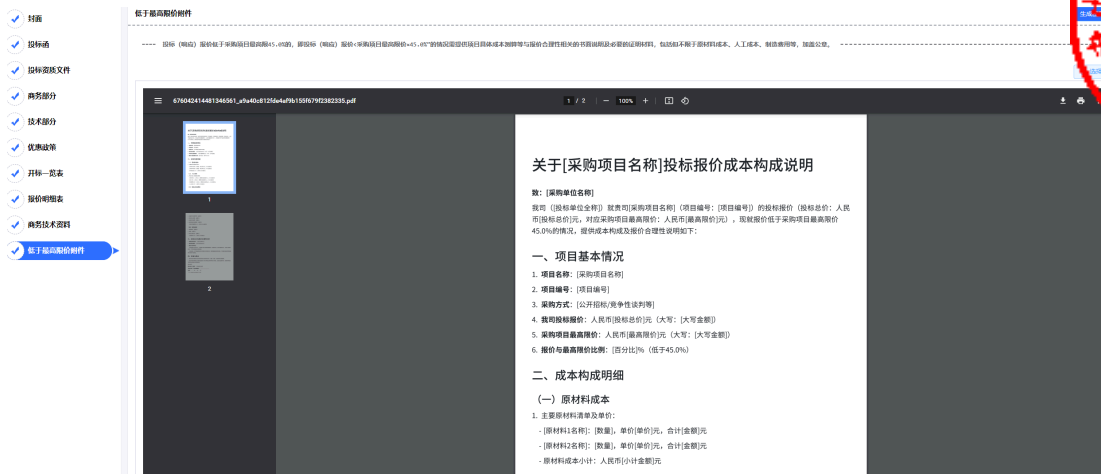 封面
投标函
投标资质文件
商务部分
技术部分
优惠政策
开标一览表
报价明细表
商务技术资料
低于最高限价附件
低于最高限价附件
投标（响应）报价低于采购项目最高限45.0%的，即投标（响应）报价<采购项目最高限价×45.0%"的情况需提供项目具体成本测算等与报价合理性相关的书面说明及必要的证明材料，包括但不限于原材料成本、人工成本、制造费用等，加盖公章。
676042414481346561_a9a40c812fde4af9b155f679f2382335.pdf
1 / 2
100%
1
2
关于[采购项目名称]投标报价成本构成说明
致：[采购单位名称]
我司（[投标单位全称]）就贵司[采购项目名称]（项目编号：[项目编号]）的投标报价（投标总价：人民
币[投标总价]元，对应采购项目最高限价：人民币[最高限价]元），现就报价低于采购项目最高限价
45.0%的情况，提供成本构成及报价合理性说明如下：
一、项目基本情况
1. 项目名称：[采购项目名称]
2. 项目编号：[项目编号]
3. 采购方式：[公开招标/竞争性谈判等]
4. 我司投标报价：人民币[投标总价]元（大写：[大写金额]）
5. 采购项目最高限价：人民币[最高限价]元（大写：[大写金额]）
6. 报价与最高限价比例：[百分比]%（低于45.0%）
二、成本构成明细
（一）原材料成本
1. 主要原材料清单及单价：
- [原材料1名称]：[数量]，单价[单价]元，合计[金额]元
- [原材料2名称]：[数量]，单价[单价]元，合计[金额]元
- 原材料成本小计：人民币[小计金额]元